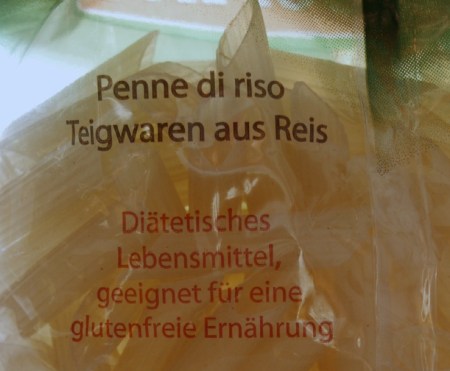 Penne di riso
Teigwaren aus Reis
Diätetisches
Lebensmittel,
geeignet für eine
glutenfreie Ernährung